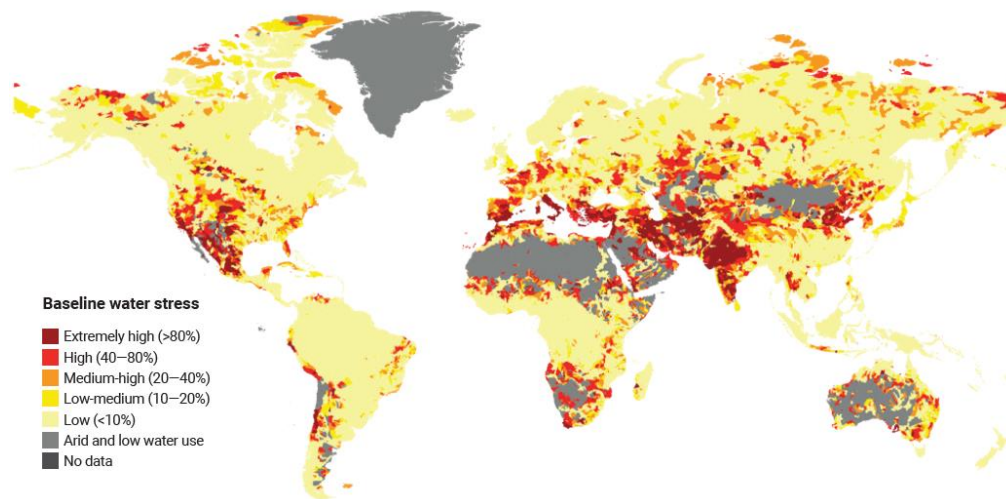 Baseline water stress
Extremely high (>80%)
High (40—80%)
Medium-high (20—40%)
Low-medium (10—20%)
Low (<10%)
Arid and low water use
No data